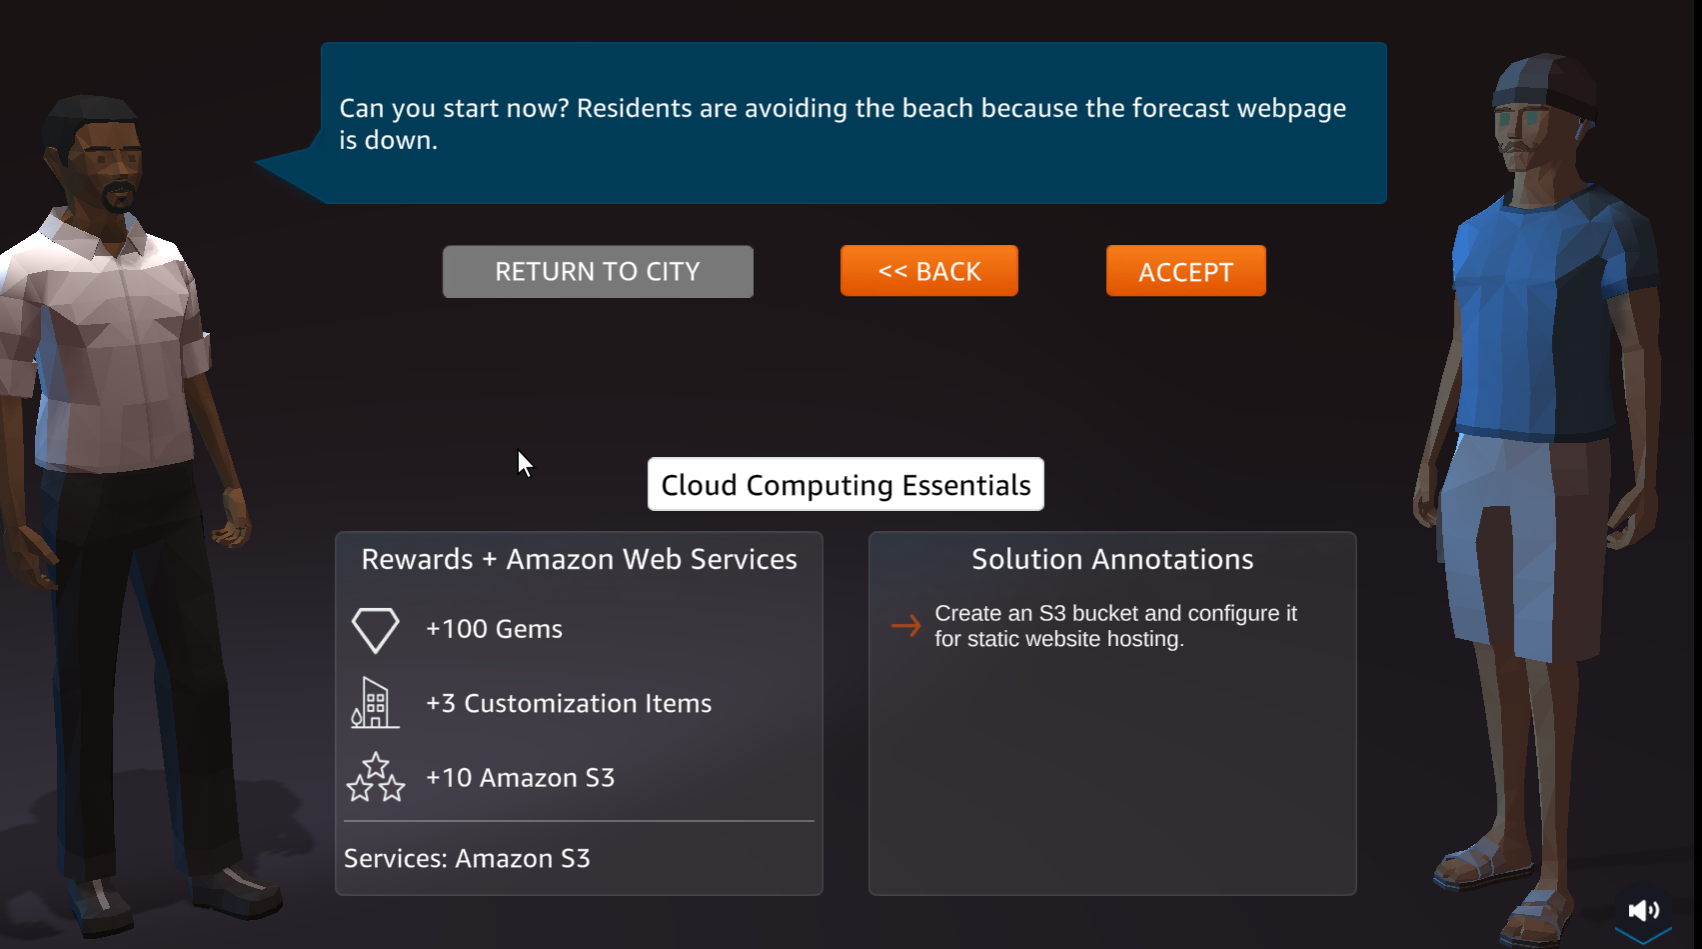 Can you start now? Residents are avoiding the beach because the forecast webpage
is down.
RETURN TO CITY
<< BACK
ACCEPT
Cloud Computing Essentials
Rewards + Amazon Web Services
+100 Gems
+3 Customization Items
+10 Amazon S3
Services: Amazon S3
Solution Annotations
Create an S3 bucket and configure it
for static website hosting.